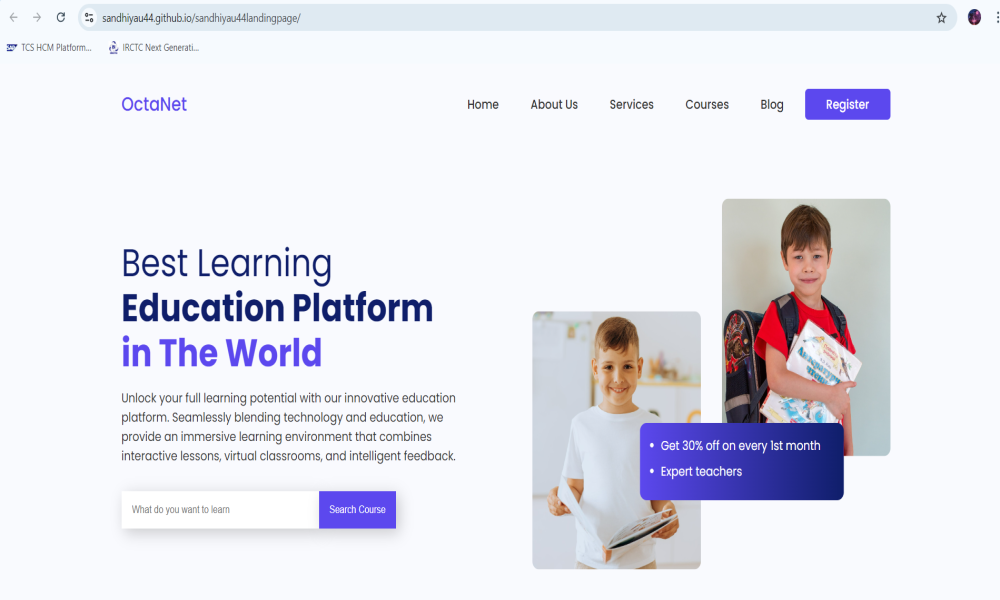 sandhiyau44.github.io/sandhiyau44landingpage/
TCS HCM Platform...
IRCTC Next Generati...
OctaNet
Home
About Us
Services
Courses
Blog
Register
Best Learning
Education Platform
in The World
Unlock your full learning potential with our innovative education
platform. Seamlessly blending technology and education, we
provide an immersive learning environment that combines
interactive lessons, virtual classrooms, and intelligent feedback.
What do you want to learn
Search Course
Get 30% off on every 1st month
Expert teachers